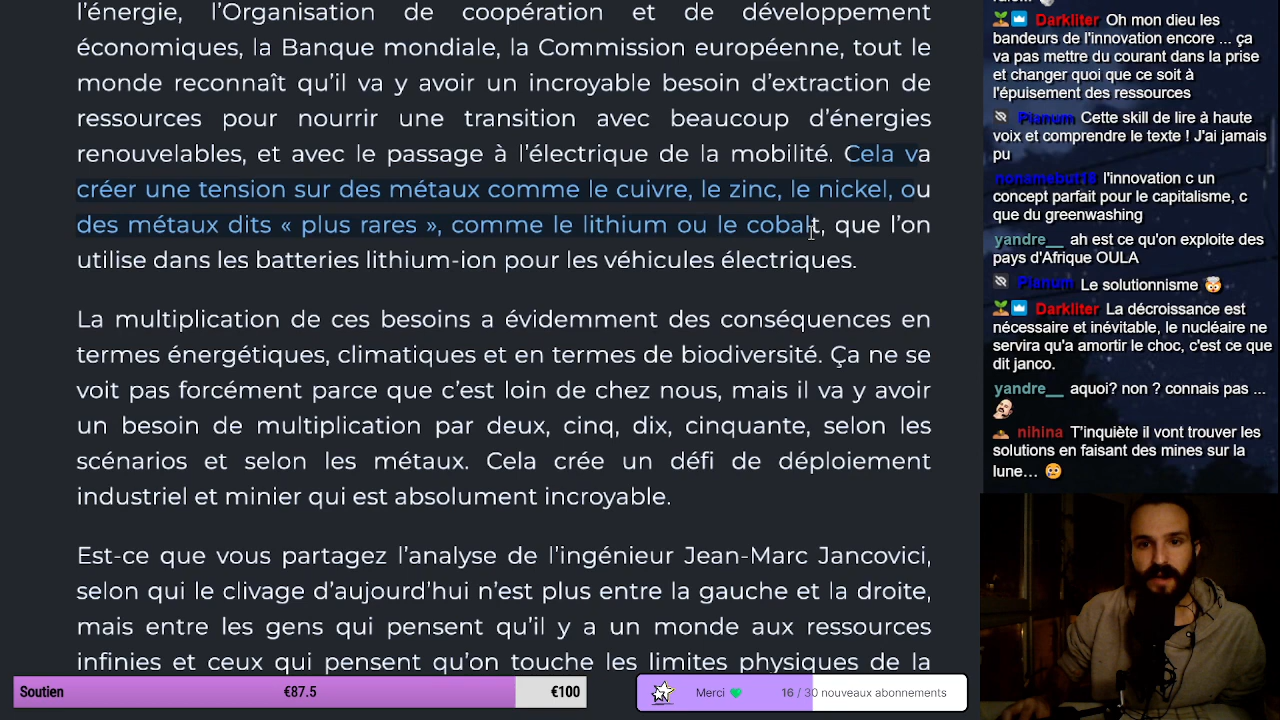 l'énergie, l'Organisation de coopération et de développement
économiques, la Banque mondiale, la Commission européenne, tout le
monde reconnaît qu'il va y avoir un incroyable besoin d'extraction de
ressources pour nourrir une transition avec beaucoup d'énergies
renouvelables, et avec le passage à l'électrique de la mobilité. Cela va
créer une tension sur des métaux comme le cuivre, le zinc, le nickel, ou
des métaux dits « plus rares », comme le lithium ou le cobalt, que l'on
utilise dans les batteries lithium-ion pour les véhicules électriques.
La multiplication de ces besoins a évidemment des conséquences en
termes énergétiques, climatiques et en termes de biodiversité. Ça ne se
voit pas forcément parce que c'est loin de chez nous, mais il va y avoir
un besoin de multiplication par deux, cinq, dix, cinquante, selon les
scénarios et selon les métaux. Cela crée un défi de déploiement
industriel et minier qui est absolument incroyable.
Est-ce que vous partagez l'analyse de l'ingénieur Jean-Marc Jancovici,
selon qui le clivage d'aujourd'hui n'est plus entre la gauche et la droite,
mais entre les gens qui pensent qu'il y a un monde aux ressources
infinies et ceux qui pensent qu'on touche les limites physiques de la
Soutien €87.5 €100
Merci 16 / 30 nouveaux abonnements
Darkliter Oh mon dieu les
bandeurs de l'innovation encore ... ça
va pas mettre du courant dans la prise
et changer quoi que ce soit à
l'épuisement des ressources
Pianum Cette skill de lire à haute
voix et comprendre le texte ! J'ai jamais
pu
nonamebut18 l'innovation c un
concept parfait pour le capitalisme, c
que du greenwashing
yandre__ ah est ce qu'on exploite des
pays d'Afrique OULA
Pianum Le solutionnisme
Darkliter La décroissance est
nécessaire et inévitable, le nucléaire ne
servira qu'a amortir le choc, c'est ce que
dit janco.
yandre__ aquoi? non ? connais pas ...
nihina T'inquiète il vont trouver les
solutions en faisant des mines sur la
lune…